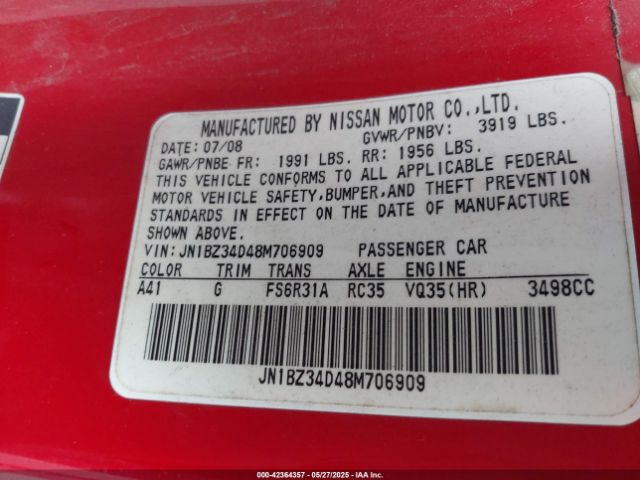 MANUFACTURED BY NISSAN MOTOR CO.,LTD.
DATE: 07/08 GVWR/PNBV: 3919 LBS.
GAWR/PNBE FR: 1991 LBS. RR: 1956 LBS.
THIS VEHICLE CONFORMS TO ALL APPLICABLE FEDERAL
MOTOR VEHICLE SAFETY, BUMPER, AND THEFT PREVENTION
STANDARDS IN EFFECT ON THE DATE OF MANUFACTURE
SHOWN ABOVE.
VIN: JN1BZ34D48M706909 PASSENGER CAR
COLOR TRIM TRANS AXLE ENGINE
A41 G FS6R31A RC35 VQ35(HR) 3498CC
JN1BZ34D48M706909
000-42364357 - 05/27/2025 - IAA Inc.